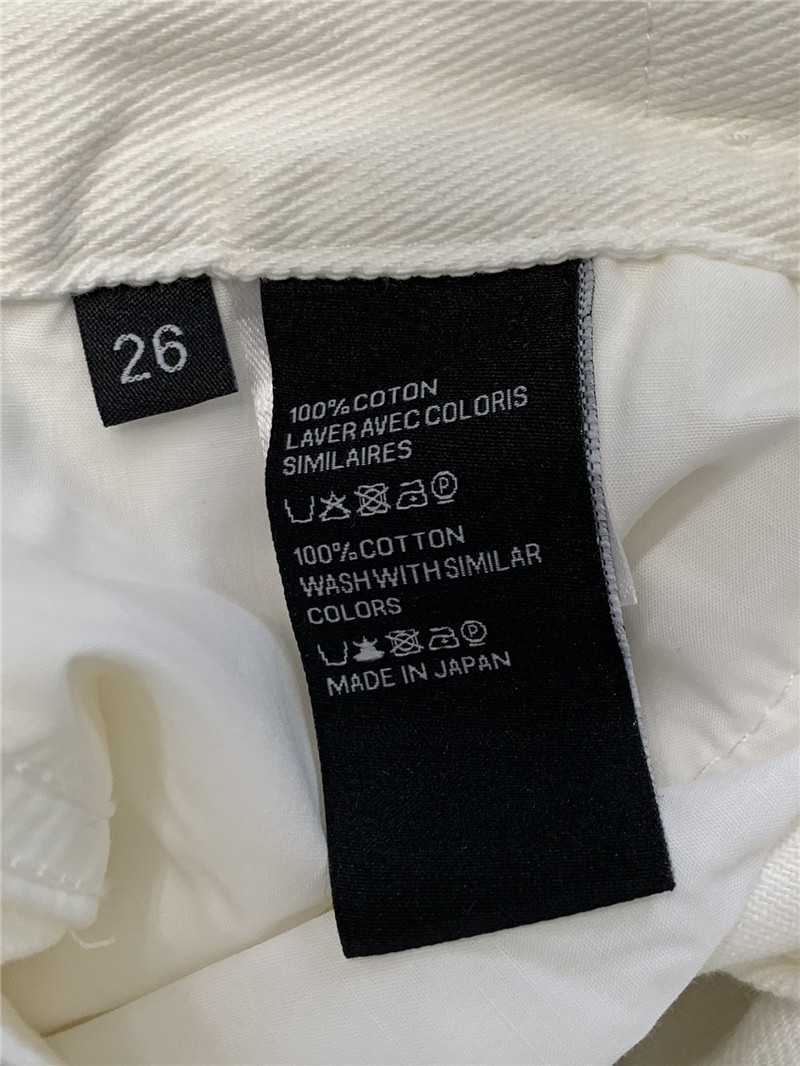 26
100% COTON
LAVER AVEC COLORIS
SIMILAIRES
P
100% COTTON
WASH WITH SIMILAR
COLORS
P
MADE IN JAPAN